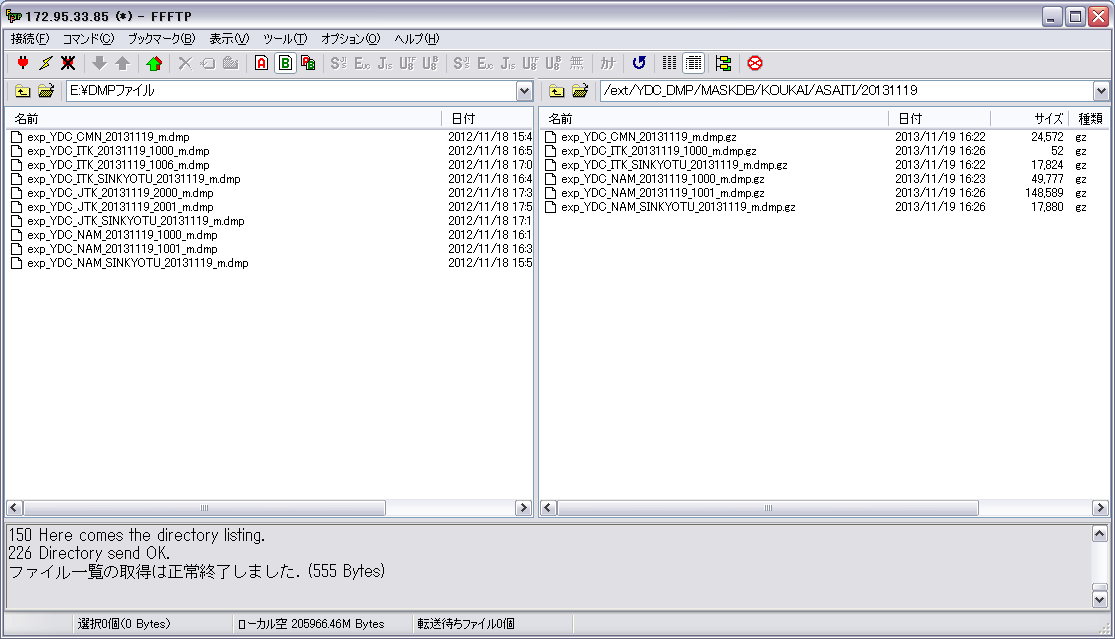 172.95.33.85 (*) - FFFTP
接続(F) コマンド(C) ブックマーク(B) 表示(V) ツール(T) オプション(O) ヘルプ(H)
E:¥DMPファイル
/ext/YDC_DMP/MASKDB/KOUKAI/ASAITI/20131119
名前 日付
exp_YDC_CMN_20131119_m.dmp 2012/11/18 15:4
exp_YDC_ITK_20131119_1000_m.dmp 2012/11/18 16:5
exp_YDC_ITK_20131119_1006_m.dmp 2012/11/18 17:0
exp_YDC_ITK_SINKYOTU_20131119_m.dmp 2012/11/18 16:4
exp_YDC_JTK_20131119_2000_m.dmp 2012/11/18 17:3
exp_YDC_JTK_20131119_2001_m.dmp 2012/11/18 17:5
exp_YDC_JTK_SINKYOTU_20131119_m.dmp 2012/11/18 17:1
exp_YDC_NAM_20131119_1000_m.dmp 2012/11/18 16:1
exp_YDC_NAM_20131119_1001_m.dmp 2012/11/18 16:3
exp_YDC_NAM_SINKYOTU_20131119_m.dmp 2012/11/18 15:5
名前 日付 サイズ 種類
exp_YDC_CMN_20131119_m.dmp.gz 2013/11/19 16:22 24,572 gz
exp_YDC_ITK_20131119_1000_m.dmp.gz 2013/11/19 16:26 52 gz
exp_YDC_ITK_SINKYOTU_20131119_m.dmp.gz 2013/11/19 16:22 17,824 gz
exp_YDC_NAM_20131119_1000_m.dmp.gz 2013/11/19 16:23 49,777 gz
exp_YDC_NAM_20131119_1001_m.dmp.gz 2013/11/19 16:26 148,589 gz
exp_YDC_NAM_SINKYOTU_20131119_m.dmp.gz 2013/11/19 16:26 17,880 gz
150 Here comes the directory listing.
226 Directory send OK.
ファイル一覧の取得は正常終了しました. (555 Bytes)
選択0個(0 Bytes) ローカル空 205966.46M Bytes 転送待ちファイル0個